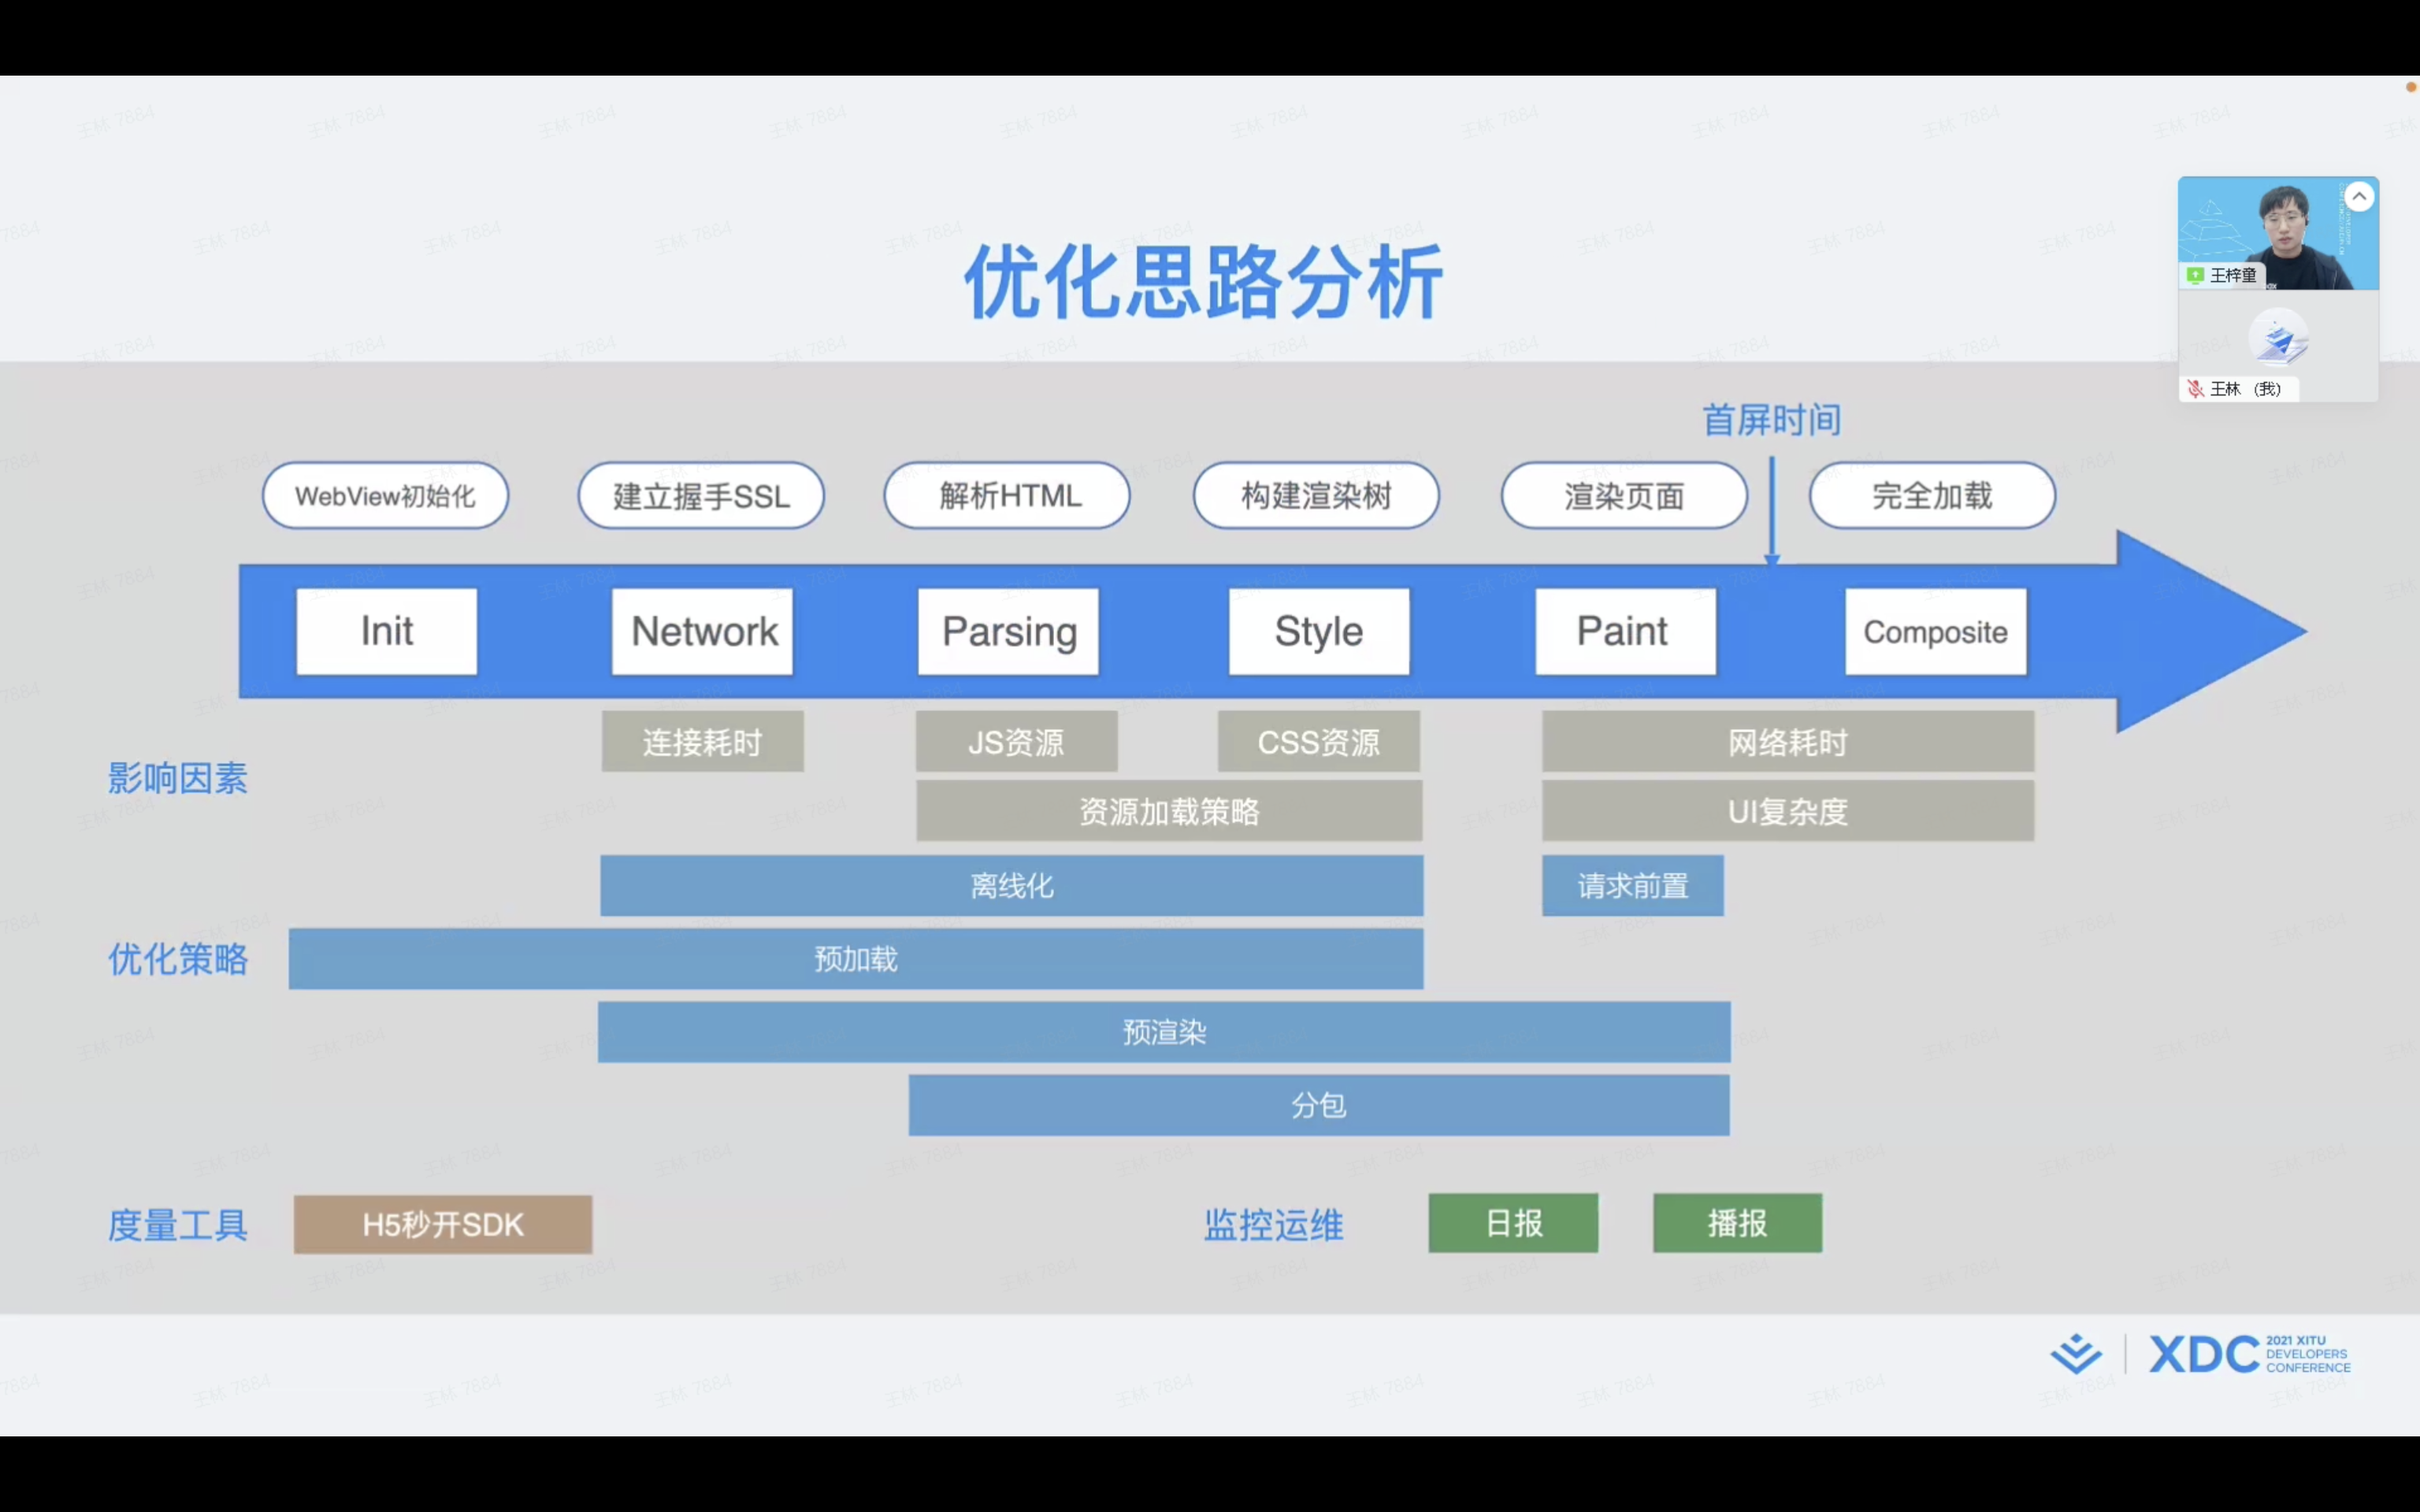 优化思路分析
王梓童
王林 (我)
首屏时间
WebView初始化
建立握手SSL
解析HTML
构建渲染树
渲染页面
完全加载
Init
Network
Parsing
Style
Paint
Composite
影响因素
连接耗时
JS资源
CSS资源
网络耗时
资源加载策略
UI复杂度
优化策略
离线化
请求前置
预加载
预渲染
分包
度量工具
H5秒开SDK
监控运维
日报
播报
XDC
2021 XITU
DEVELOPERS
CONFERENCE
王林 7884